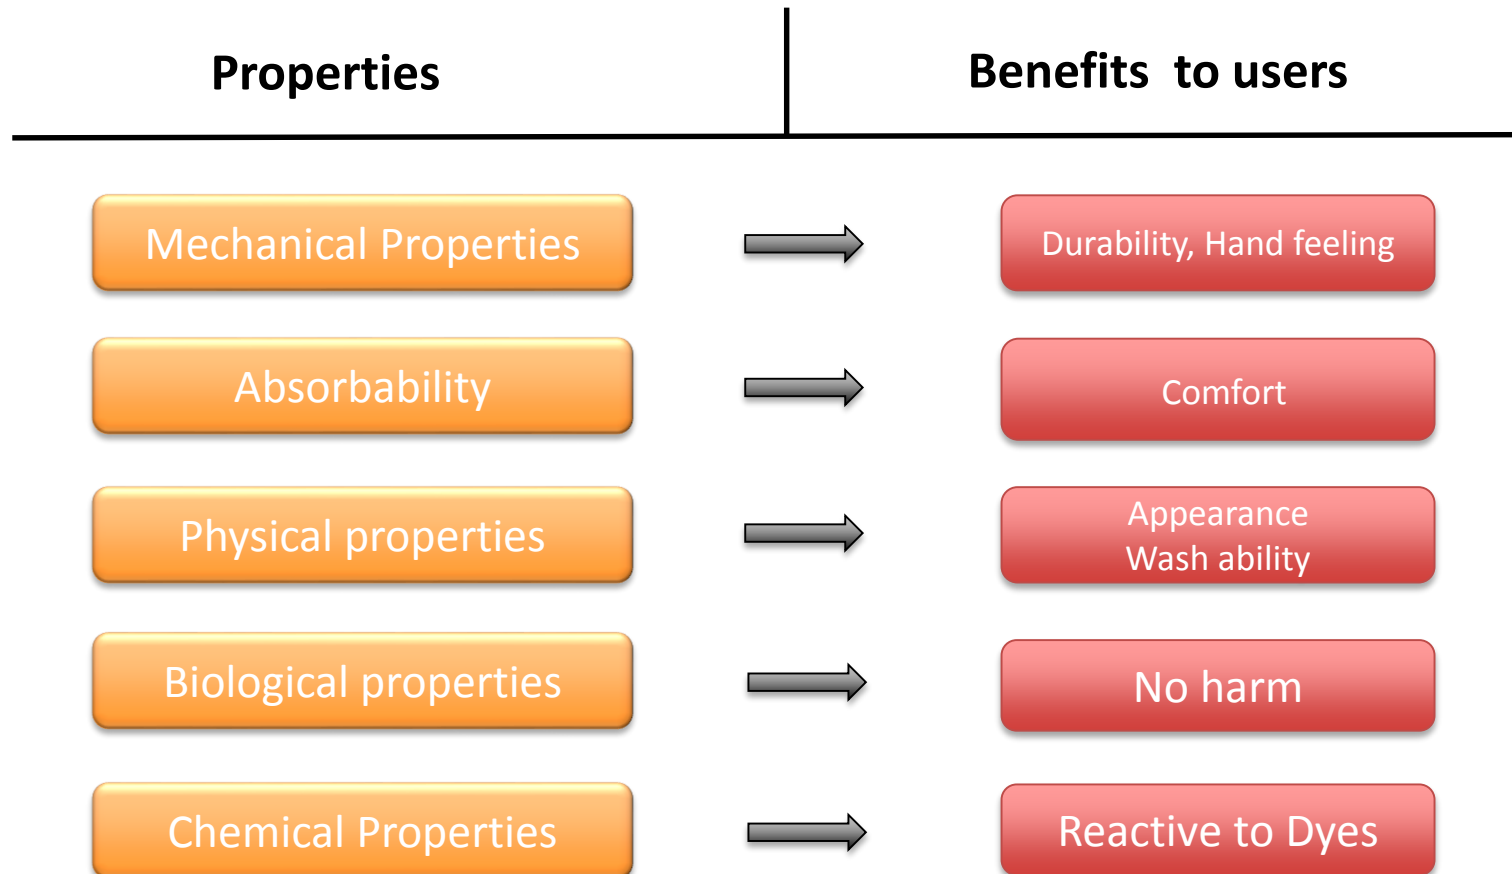 Properties
Benefits  to users
Mechanical Properties
Durability, Hand feeling
Absorbability
Comfort
Physical properties
Appearance
Wash ability
Biological properties
No harm
Chemical Properties
Reactive to Dyes